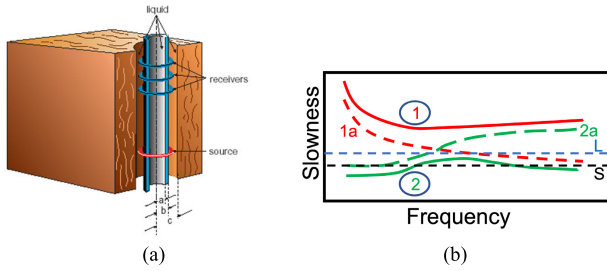 liquid
receivers
source
a
b
c
(a)
Slowness
1
1a
2a
L
S
2
Frequency
(b)